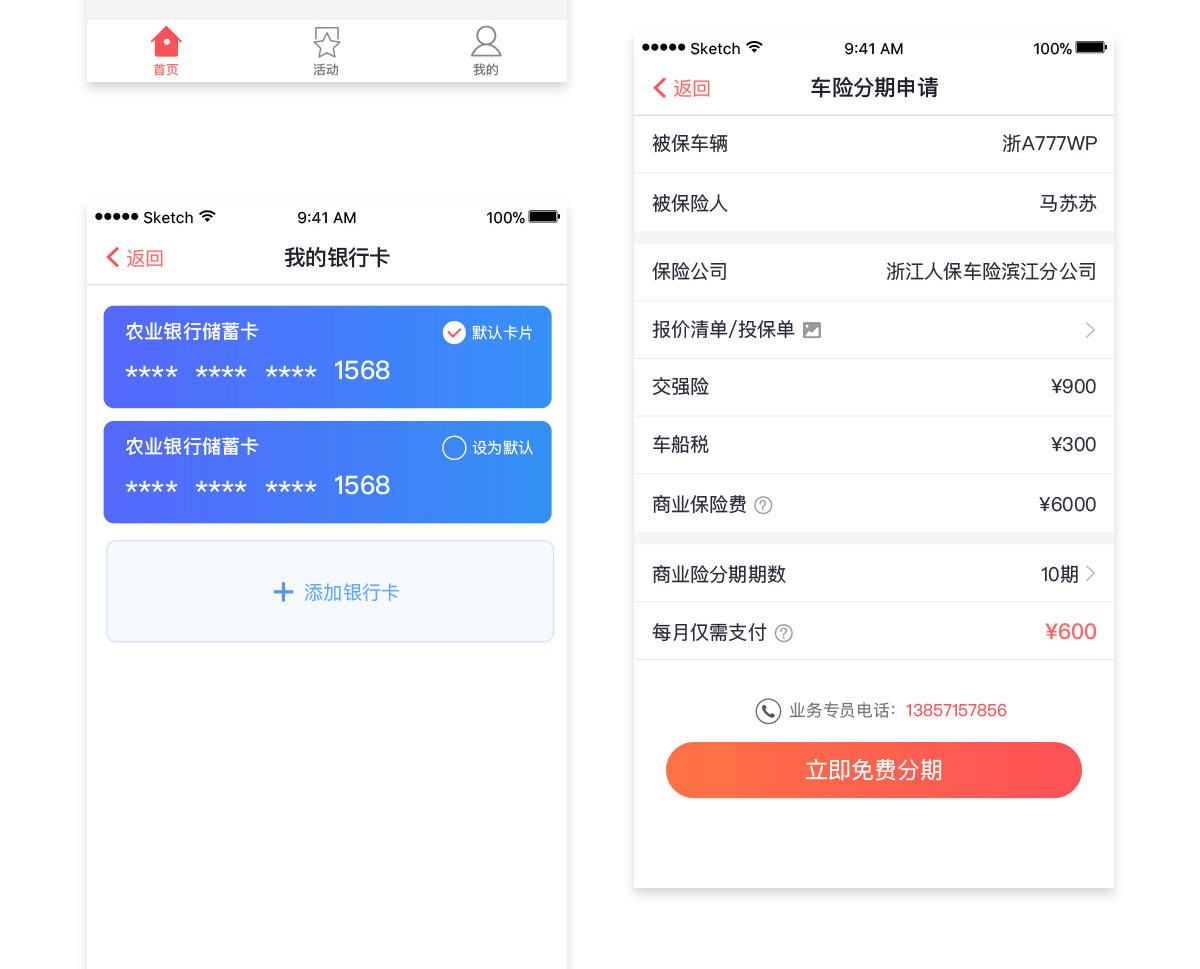 首页 活动 我的
Sketch 9:41 AM 100%
返回 我的银行卡
农业银行储蓄卡 默认卡片
**** **** **** 1568
农业银行储蓄卡 设为默认
**** **** **** 1568
+ 添加银行卡
Sketch 9:41 AM 100%
返回 车险分期申请
被保车辆 浙A777WP
被保险人 马苏苏
保险公司 浙江人保车险滨江分公司
报价清单/投保单
交强险 ¥900
车船税 ¥300
商业保险费 ? ¥6000
商业险分期期数 10期
每月仅需支付 ? ¥600
业务专员电话：13857157856
立即免费分期